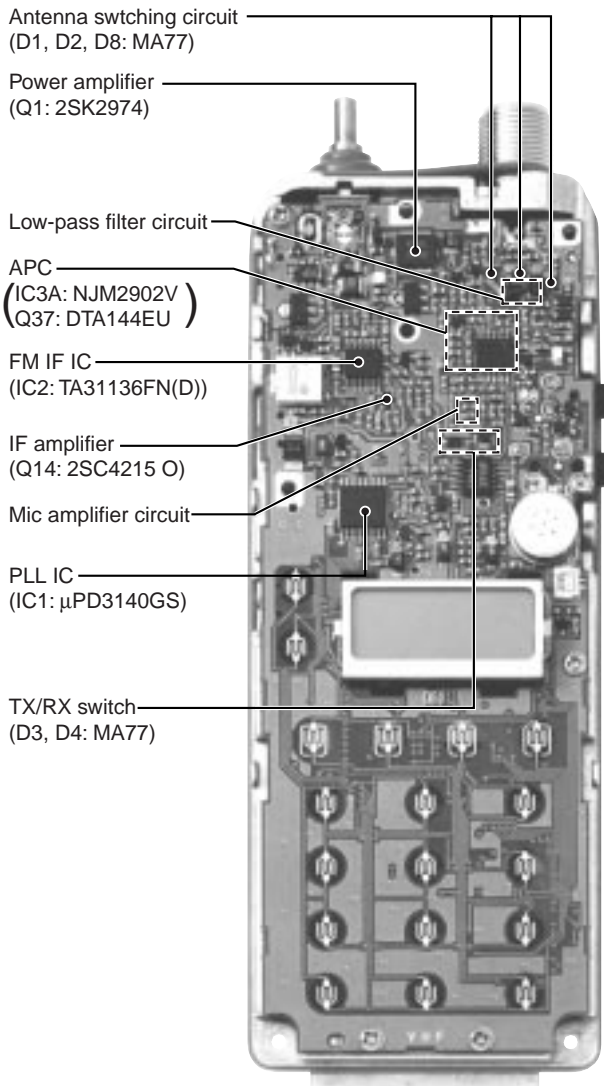 Antenna swtching circuit
(D1, D2, D8: MA77)
Power amplifier
(Q1: 2SK2974)
Low-pass filter circuit
APC
(IC3A: NJM2902V
Q37: DTA144EU)
FM IF IC
(IC2: TA31136FN(D))
IF amplifier
(Q14: 2SC4215 O)
Mic amplifier circuit
PLL IC
(IC1: µPD3140GS)
TX/RX switch
(D3, D4: MA77)
VHF